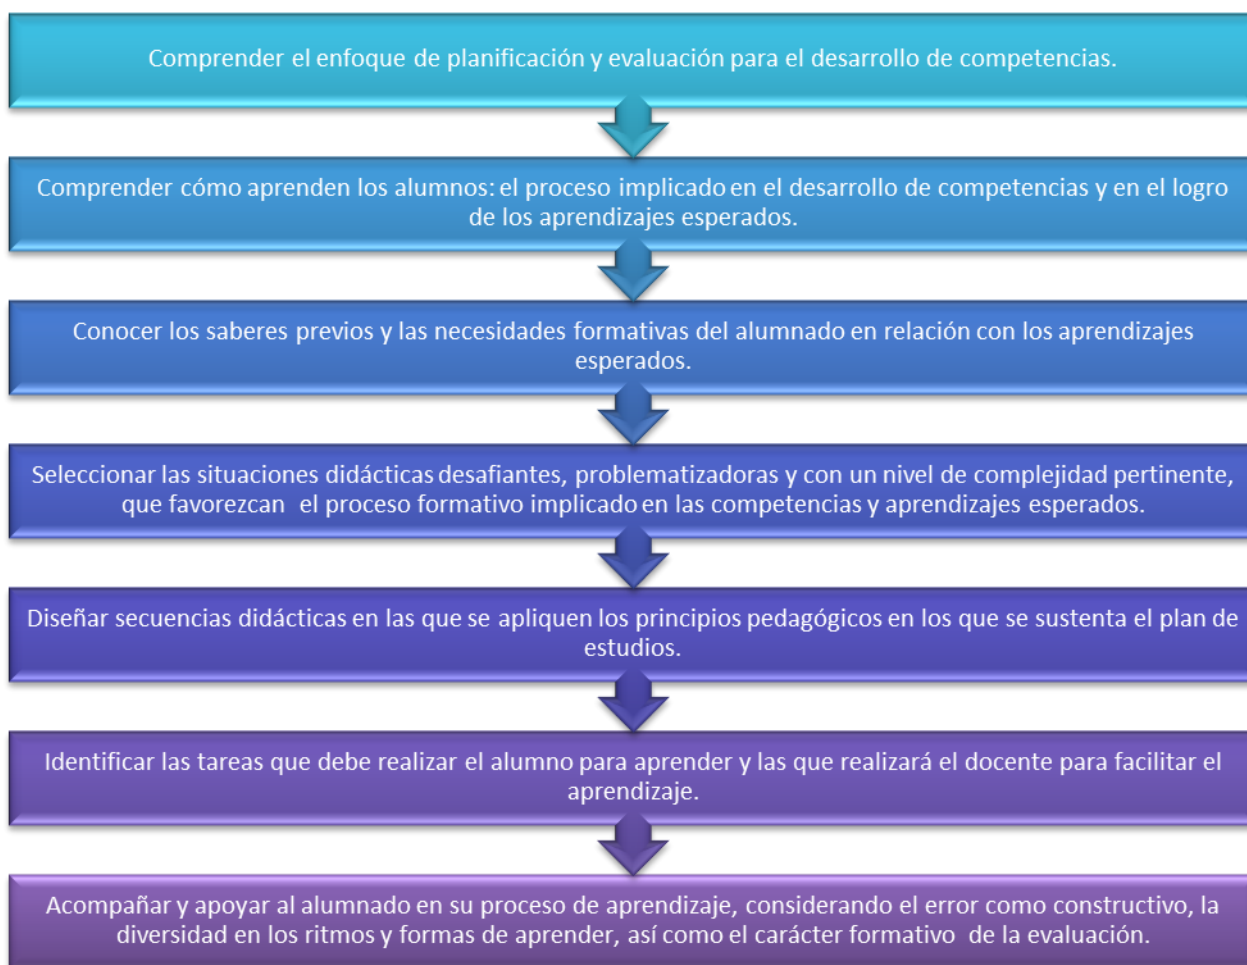 Comprender el enfoque de planificación y evaluación para el desarrollo de competencias.
Comprender cómo aprenden los alumnos: el proceso implicado en el desarrollo de competencias y en el logro
de los aprendizajes esperados.
Conocer los saberes previos y las necesidades formativas del alumnado en relación con los aprendizajes
esperados.
Seleccionar las situaciones didácticas desafiantes, problematizadoras y con un nivel de complejidad pertinente,
que favorezcan el proceso formativo implicado en las competencias y aprendizajes esperados.
Diseñar secuencias didácticas en las que se apliquen los principios pedagógicos en los que se sustenta el plan de
estudios.
Identificar las tareas que debe realizar el alumno para aprender y las que realizará el docente para facilitar el
aprendizaje.
Acompañar y apoyar al alumnado en su proceso de aprendizaje, considerando el error como constructivo, la
diversidad en los ritmos y formas de aprender, así como el carácter formativo de la evaluación.